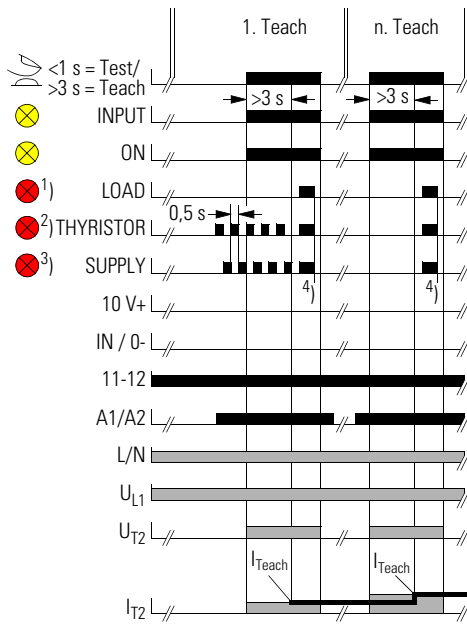 1. Teach n. Teach
<1 s = Test/
>3 s = Teach
>3 s >3 s
INPUT
ON
1) LOAD
0,5 s
2) THYRISTOR
3) SUPPLY
4) 4)
10 V+
IN / 0-
11-12
A1/A2
L/N
UL1
UT2
ITeach ITeach
IT2